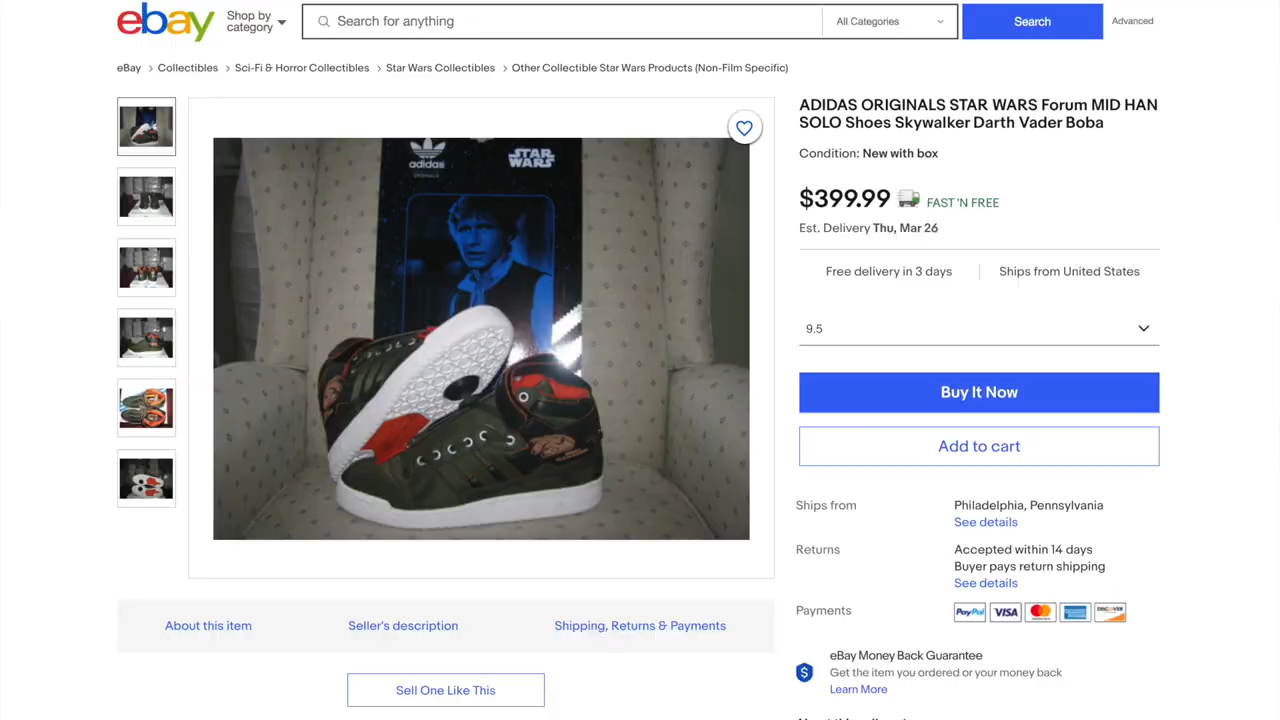 ebay
Shop by
category
Search for anything
All Categories
Search
Advanced
eBay > Collectibles > Sci-Fi & Horror Collectibles > Star Wars Collectibles > Other Collectible Star Wars Products (Non-Film Specific)
adidas
ORIGINALS
STAR
WARS
ADIDAS ORIGINALS STAR WARS Forum MID HAN
SOLO Shoes Skywalker Darth Vader Boba
Condition: New with box
$399.99 FAST 'N FREE
Est. Delivery Thu, Mar 26
Free delivery in 3 days
Ships from United States
9.5
Buy It Now
Add to cart
Ships from
Philadelphia, Pennsylvania
See details
Returns
Accepted within 14 days
Buyer pays return shipping
See details
Payments
PayPal VISA
DISCOVER
eBay Money Back Guarantee
Get the item you ordered or your money back
Learn More
About this item
Seller's description
Shipping, Returns & Payments
Sell One Like This